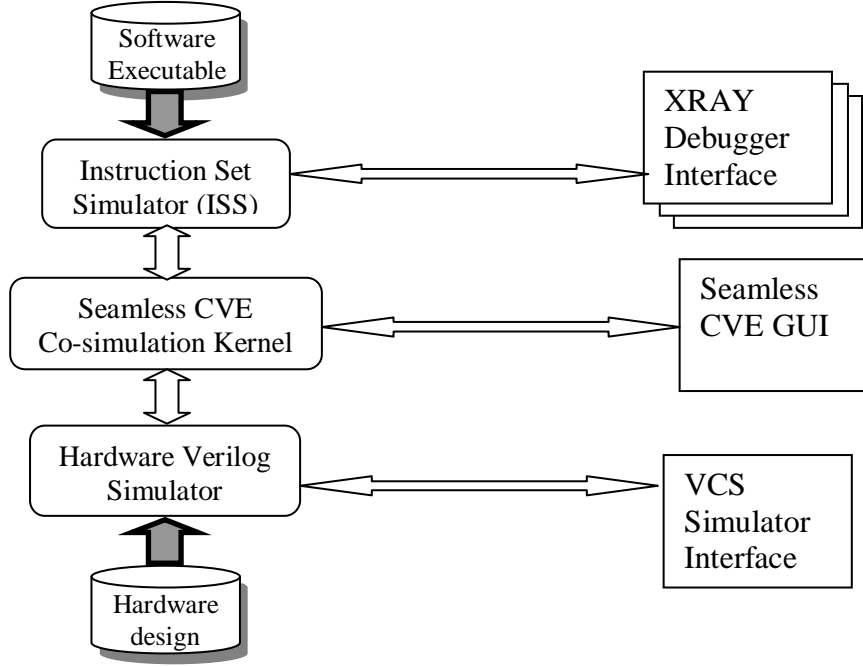 Software
Executable
XRAY
Debugger
Interface
Instruction Set
Simulator (ISS)
Seamless CVE
Co-simulation Kernel
Seamless
CVE GUI
Hardware Verilog
Simulator
VCS
Simulator
Interface
Hardware
design